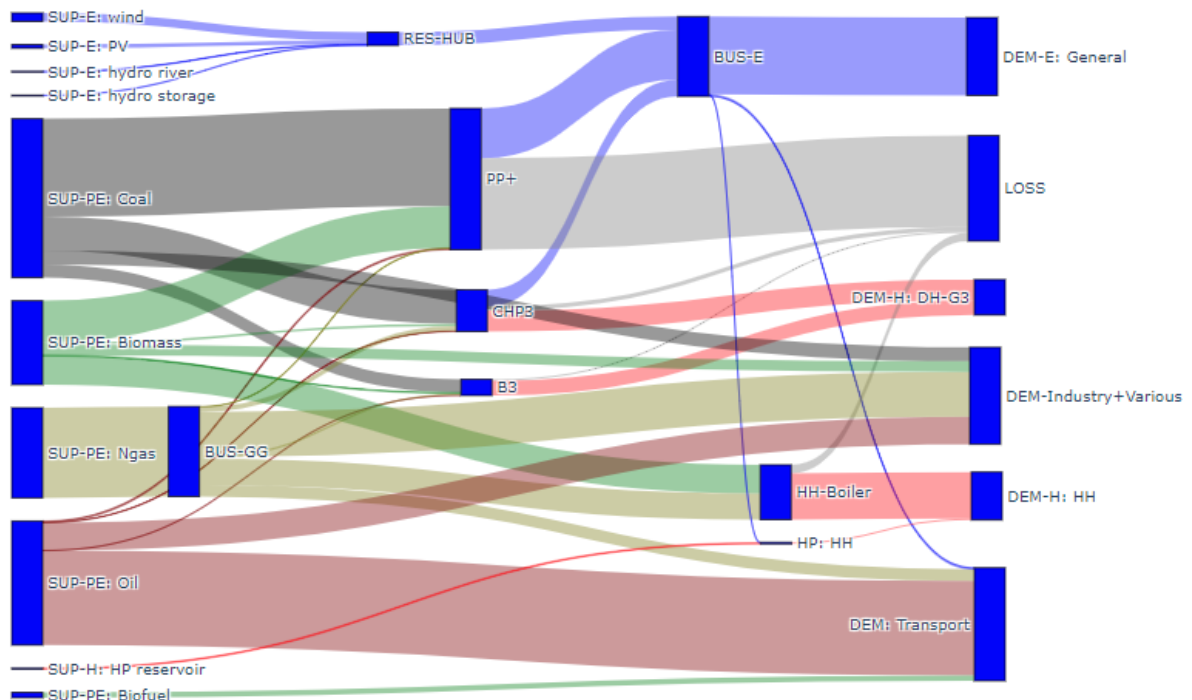 SUP-E: wind
SUP-E: PV
SUP-E: hydro river
SUP-E: hydro storage
SUP-PE: Coal
SUP-PE: Biomass
SUP-PE: Ngas
SUP-PE: Oil
SUP-H: HP reservoir
SUP-PE: Biofuel
BUS-GG
RES-HUB
PP+
CHP3
B3
BUS-E
HH-Boiler
HP: HH
DEM-E: General
LOSS
DEM-H: DH-G3
DEM-Industry+Various
DEM-H: HH
DEM: Transport